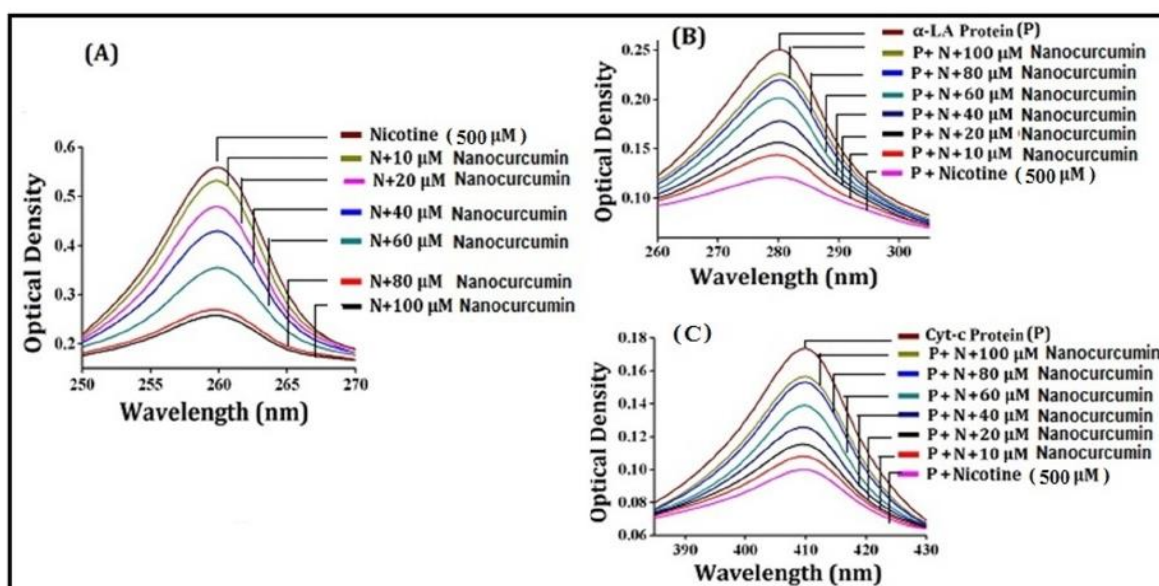 (A)
Optical Density
0.6
0.5
0.4
0.3
0.2
250 255 260 265 270
Wavelength (nm)
Nicotine (500 μM)
N+10 μM Nanocurcumin
N+20 μM Nanocurcumin
N+40 μM Nanocurcumin
N+60 μM Nanocurcumin
N+80 μM Nanocurcumin
N+100 μM Nanocurcumin
(B)
Optical Density
0.25
0.20
0.15
0.10
260 270 280 290 300
Wavelength (nm)
α-LA Protein (P)
P+ N+100 μM Nanocurcumin
P+ N+80 μM Nanocurcumin
P+ N+60 μM Nanocurcumin
P+ N+40 μM Nanocurcumin
P+ N+20 μM Nanocurcumin
P+ N+10 μM Nanocurcumin
P+Nicotine (500 μM)
(C)
Optical Density
0.18
0.16
0.14
0.12
0.10
0.08
0.06
390 400 410 420 430
Wavelength (nm)
Cyt-c Protein (P)
P+ N+100 μM Nanocurcumin
P+ N+80 μM Nanocurcumin
P+ N+60 μM Nanocurcumin
P+ N+40 μM Nanocurcumin
P+N+20 μM Nanocurcumin
P+N+10 μM Nanocurcumin
P+Nicotine (500 μM)